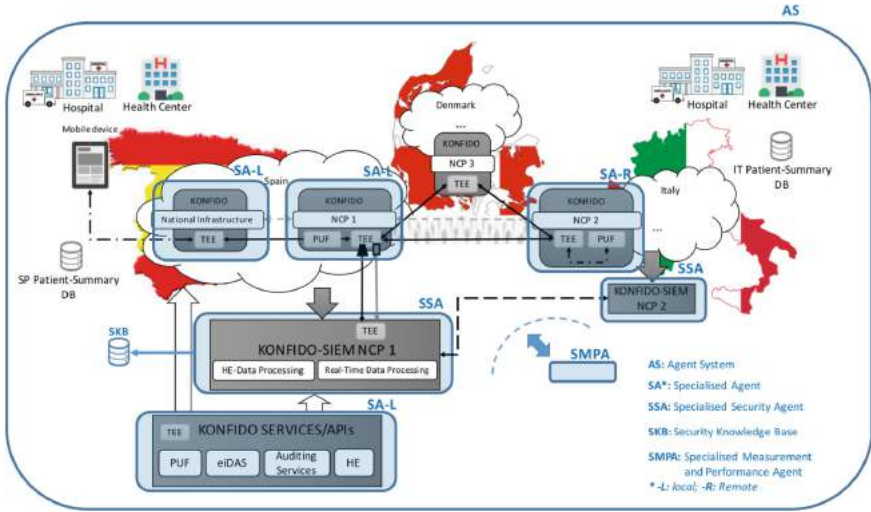 AS
Hospital
Health Center
Mobile device
Denmark
...
KONFIDO
NCP 3
TEE
Hospital
Health Center
IT Patient-Summary
DB
SA-L
Spain
SA-L
SA-R
Italy
...
KONFIDO
National Infrastructure
TEE
KONFIDO
NCP 1
PUF
TEE
KONFIDO
NCP 2
TEE
PUF
SP Patient-Summary
DB
SSA
KONFIDO-SIEM
NCP 2
SSA
TEE
KONFIDO-SIEM NCP 1
HE-Data Processing
Real-Time Data Processing
SKB
SMPA
SA-L
TEE
KONFIDO SERVICES/APIs
PUF
eiDAS
Auditing
Services
HE
AS: Agent System
SA*: Specialised Agent
SSA: Specialised Security Agent
SKB: Security Knowledge Base
SMPA: Specialised Measurement
and Performance Agent
* -L: local; -R: Remote